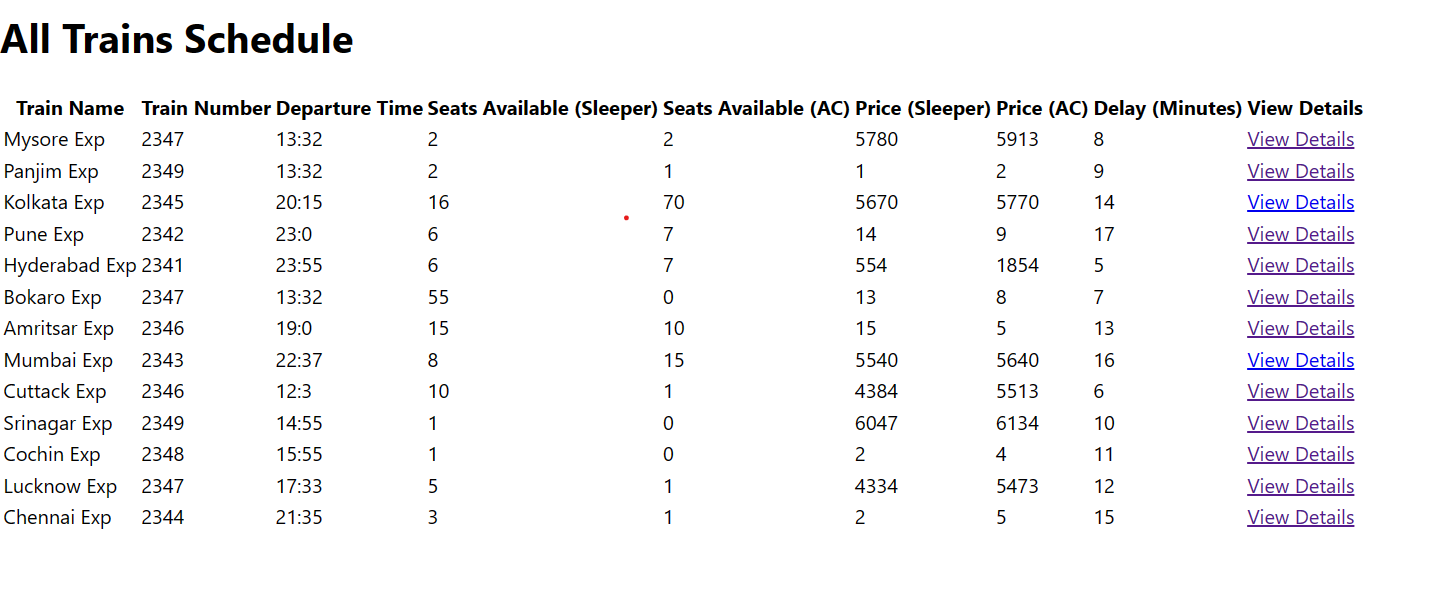 All Trains Schedule
Train Name Train Number Departure Time Seats Available (Sleeper) Seats Available (AC) Price (Sleeper) Price (AC) Delay (Minutes) View Details
Mysore Exp 2347 13:32 2 2 5780 5913 8 View Details
Panjim Exp 2349 13:32 2 1 1 2 9 View Details
Kolkata Exp 2345 20:15 16 70 5670 5770 14 View Details
Pune Exp 2342 23:0 6 7 14 9 17 View Details
Hyderabad Exp 2341 23:55 6 7 554 1854 5 View Details
Bokaro Exp 2347 13:32 55 0 13 8 7 View Details
Amritsar Exp 2346 19:0 15 10 15 5 13 View Details
Mumbai Exp 2343 22:37 8 15 5540 5640 16 View Details
Cuttack Exp 2346 12:3 10 1 4384 5513 6 View Details
Srinagar Exp 2349 14:55 1 0 6047 6134 10 View Details
Cochin Exp 2348 15:55 1 0 2 4 11 View Details
Lucknow Exp 2347 17:33 5 1 4334 5473 12 View Details
Chennai Exp 2344 21:35 3 1 2 5 15 View Details